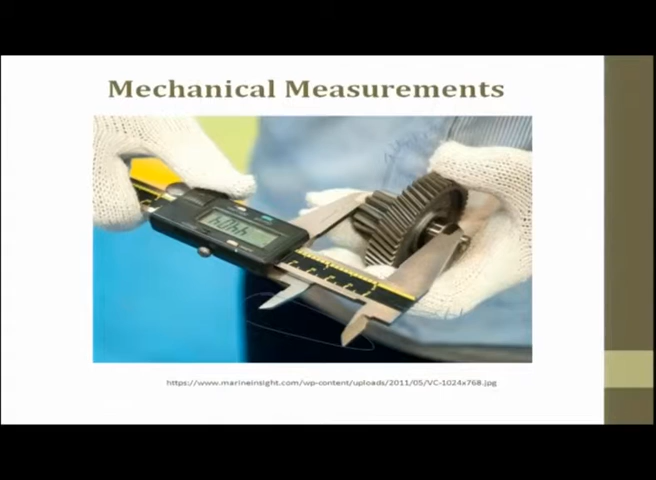 Mechanical Measurements
https://www.marineinsight.com/wp-content/uploads/2011/05/VC-1024x768.jpg